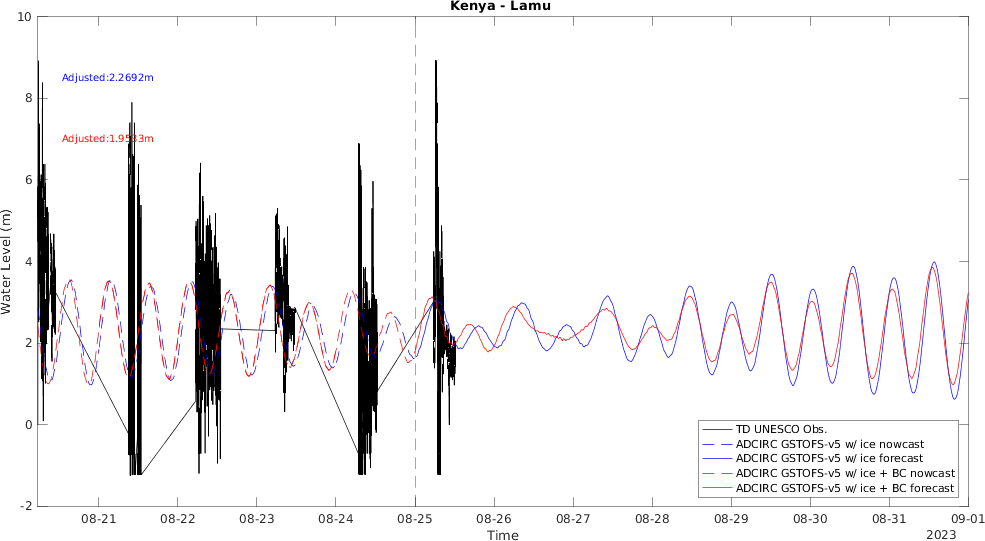 Kenya - Lamu
10
8
6
4
2
0
-2
Water Level (m)
Adjusted:2.2692m
Adjusted:1.9533m
TD UNESCO Obs.
ADCIRC GSTOFS-v5 w/ ice nowcast
ADCIRC GSTOFS-v5 w/ ice forecast
ADCIRC GSTOFS-v5 w/ ice + BC nowcast
ADCIRC GSTOFS-v5 w/ ice + BC forecast
08-21 08-22 08-23 08-24 08-25 08-26 08-27 08-28 08-29 08-30 08-31 09-01
Time
2023